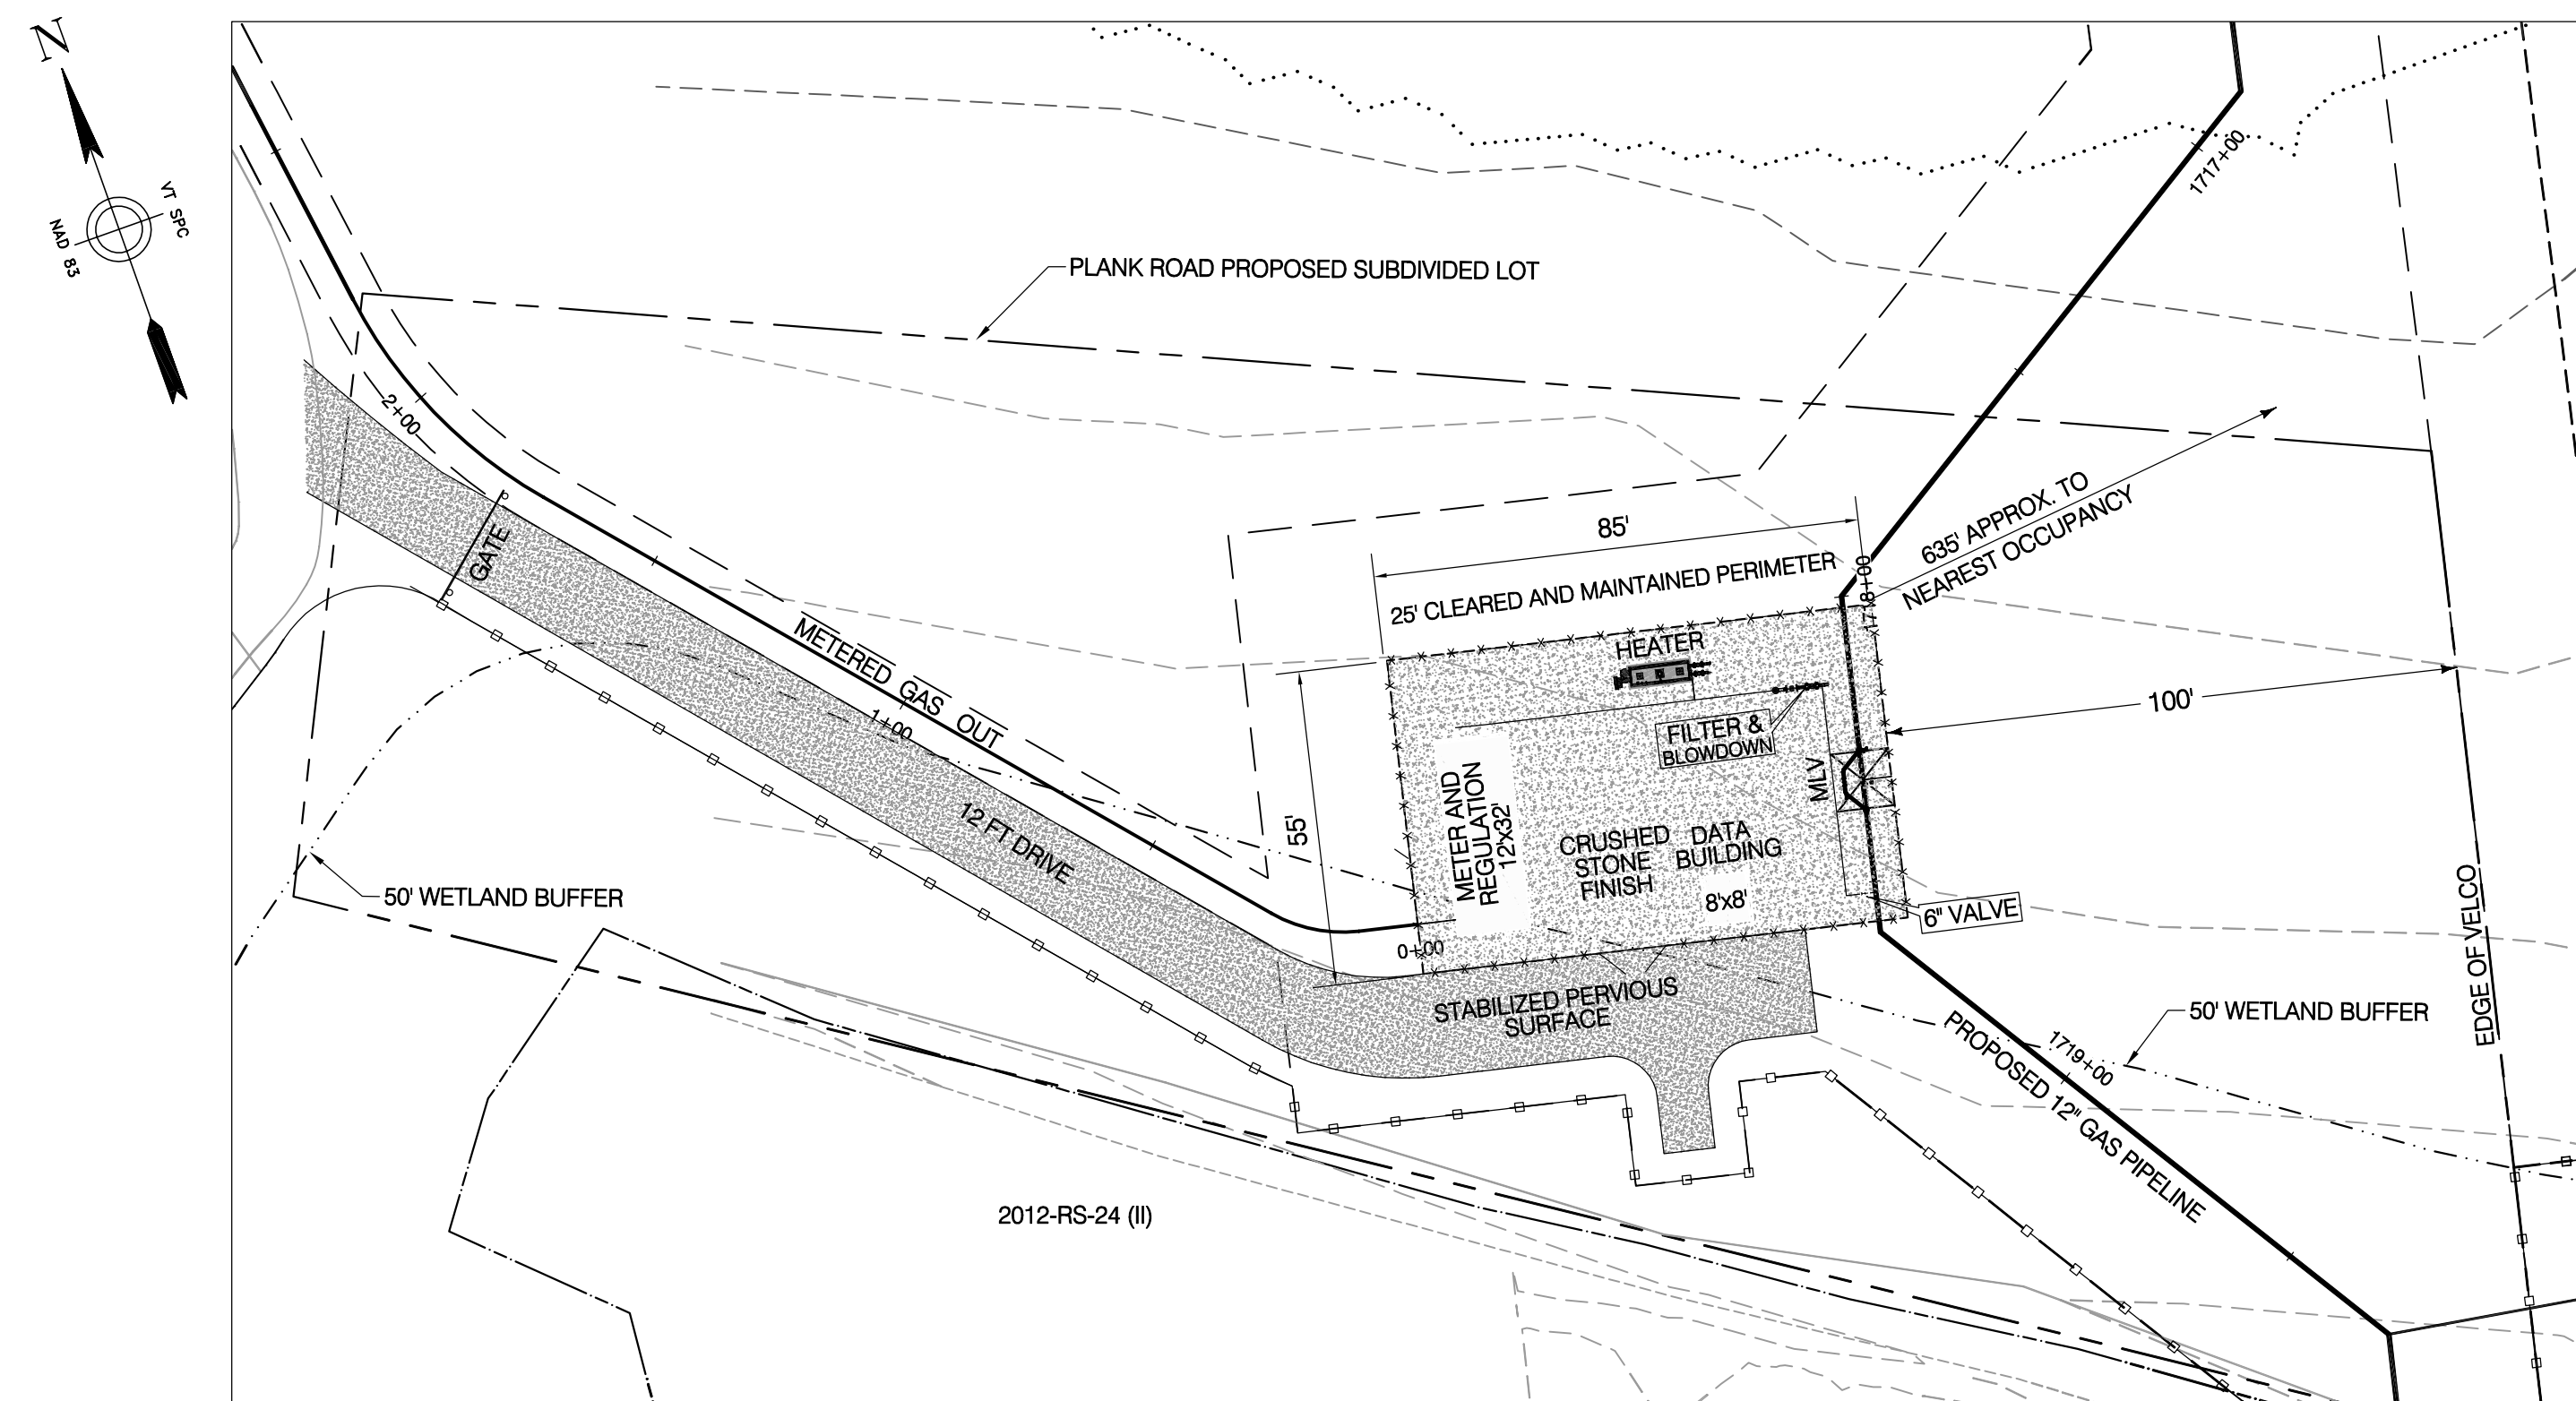 N
VT SPC
NAD 83
1717+00
PLANK ROAD PROPOSED SUBDIVIDED LOT
2+00
GATE
85'
635' APPROX. TO
NEAREST OCCUPANCY
25' CLEARED AND MAINTAINED PERIMETER
1718+00
HEATER
METERED GAS OUT
1+00
100'
FILTER &
BLOWDOWN
MLV
METER AND
REGULATION
12'x32'
55'
12 FT DRIVE
CRUSHED
STONE
FINISH
DATA
BUILDING
8'x8'
50' WETLAND BUFFER
6" VALVE
0+00
EDGE OF VELCO
STABILIZED PERVIOUS
SURFACE
50' WETLAND BUFFER
1719+00
PROPOSED 12" GAS PIPELINE
2012-RS-24 (II)